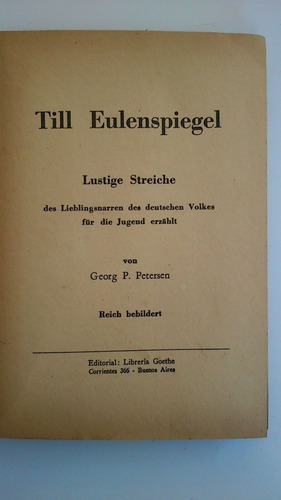 Till Eulenspiegel
Lustige Streiche
des Lieblingsnarren des deutschen Volkes
für die Jugend erzählt
von
Georg P. Petersen
Reich bebildert
Editorial: Librería Goethe
Corrientes 366 - Buenos Aires